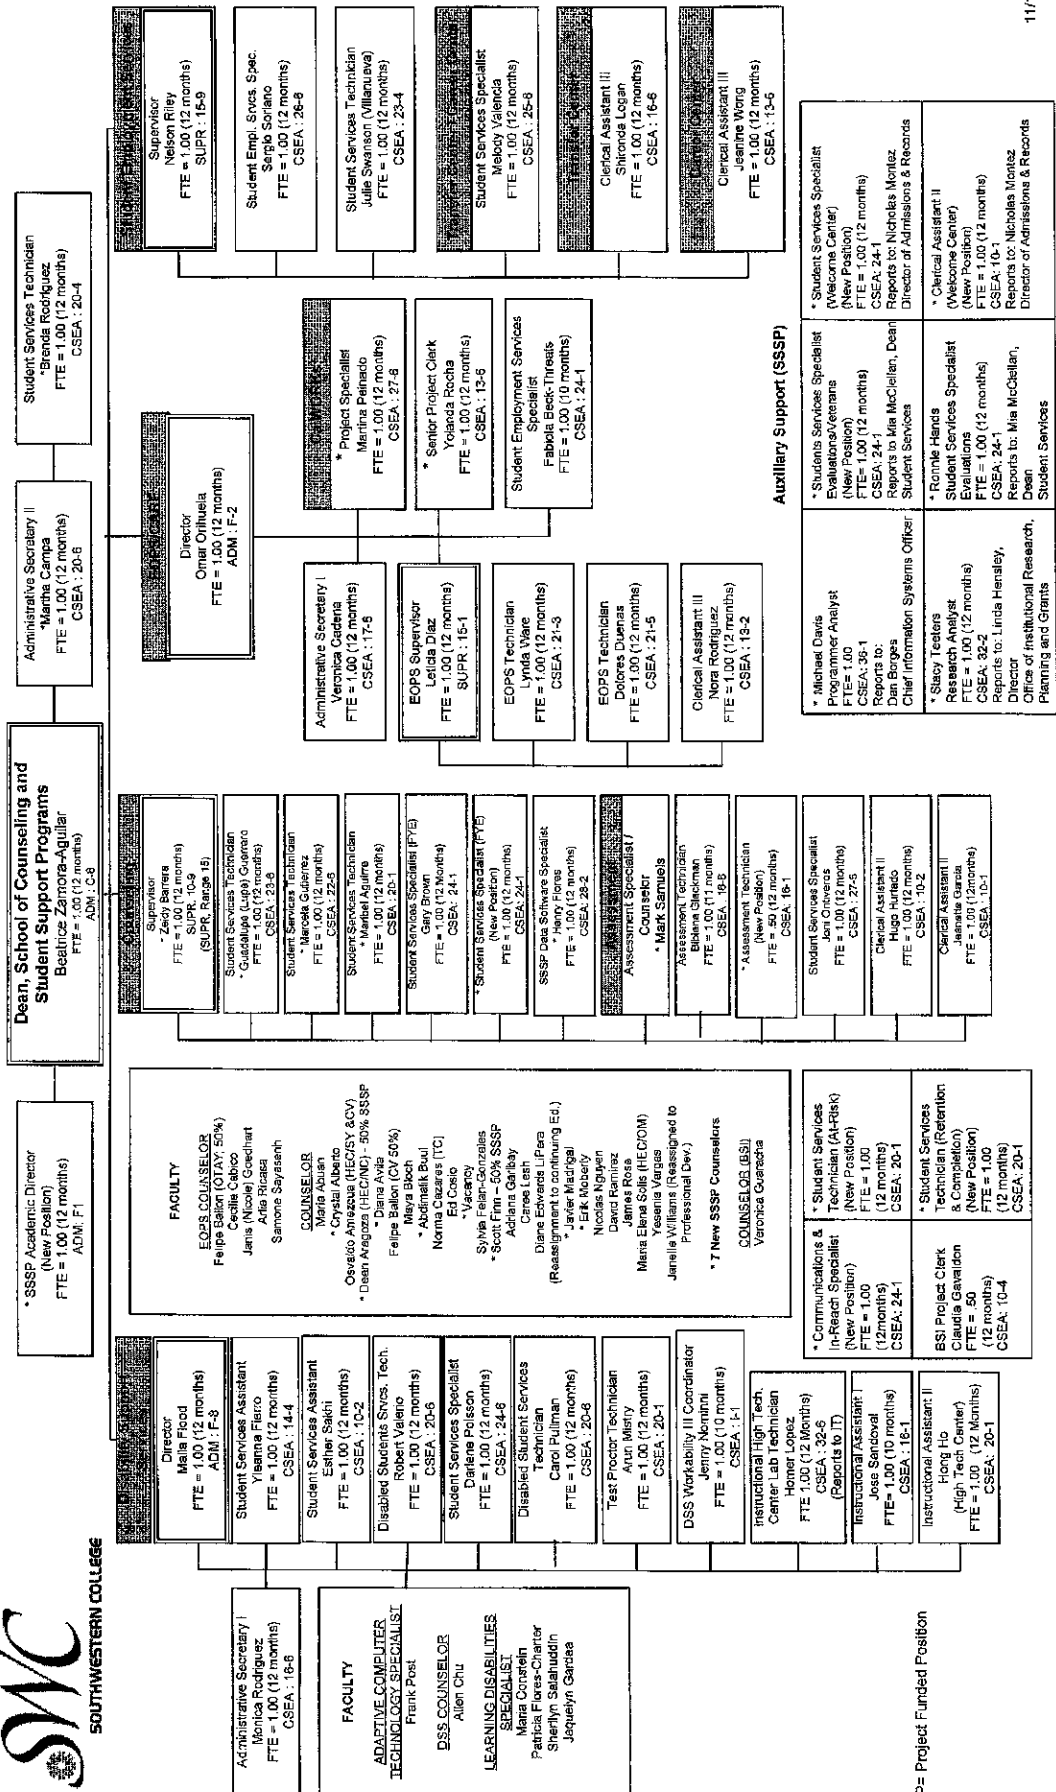 SWC
SOUTHWESTERN COLLEGE
Dean, School of Counseling and
Student Support Programs
Beatrice Zamora-Aguilar
FTE = 1.00 (12 months)
ADM : C-8
* SSSP Academic Director
(New Position)
FTE = 1.00 (12 months)
ADM: F1
Administrative Secretary II
*Martha Campa
FTE = 1.00 (12 months)
CSEA : 20-6
Student Services Technician
*Brenda Rodriguez
FTE = 1.00 (12 months)
CSEA : 20-4
Administrative Secretary I
Monica Rodriguez
FTE = 1.00 (12 months)
CSEA : 16-6
FACULTY
ADAPTIVE COMPUTER
TECHNOLOGY SPECIALIST
Frank Post
DSS COUNSELOR
Allen Chu
LEARNING DISABILITIES
SPECIALIST
Maria Constein
Patricia Flores-Charter
Sherilyn Salahuddin
Jaquelyn Gardiaa
Disability Support
Director
Malia Flood
FTE = 1.00 (12 months)
ADM : F-8
Student Services Assistant
Yleanna Fierro
FTE = 1.00 (12 months)
CSEA : 14-4
Student Services Assistant
Esther Sakhi
FTE = 1.00 (12 months)
CSEA : 10-2
Disabled Students Srvcs. Tech.
Robert Valerio
FTE = 1.00 (12 months)
CSEA : 20-6
Student Services Specialist
Darlene Poisson
FTE = 1.00 (12 months)
CSEA : 24-6
Disabled Student Services
Technician
Carol Pullman
FTE = 1.00 (12 months)
CSEA : 20-6
Test Proctor Technician
Arun Mistry
FTE = 1.00 (12 months)
CSEA : 20-1
DSS Workability III Coordinator
Jenny Nominni
FTE = 1.00 (10 months)
CSEA : I-1
Instructional High Tech.
Center Lab Technician
Homer Lopez
FTE 1.00 (12 Months)
CSEA : 32-6
(Reports to IT)
Instructional Assistant I
Jose Sandoval
FTE= 1.00 (10 months)
CSEA : 16-1
Instructional Assistant II
Hong Ho
(High Tech Center)
FTE = 1.00 (12 Months)
CSEA: 20-1
FACULTY
EOPS COUNSELOR
Felipe Ballon (OTAY; 50%)
Cecilia Cabico
Janis (Nicole) Goedhart
Arlie Ricasa
Samone Sayasenh
COUNSELOR
Maria Abuan
* Crystal Alberto
Osvaldo Amezcua (HEC/SY &CV)
* Dean Aragoza (HEC/NC) - 50% SSSP
* Diana Avila
Felipe Ballon (CV 50%)
Maya Bloch
* Abdimalik Buul
Norma Cazares [TC]
Ed Cosio
* Vacancy
Sylvia Felan-Gonzales
* Scott Finn – 50% SSSP
Adriana Garibay
Caree Lesh
Diane Edwards LiPera
(Reassignment to continuing Ed.)
* Javier Madrigal
* Erik Moberly
Nicolas Nguyen
David Ramirez
James Rosa
Maria Elena Solis (HEC/OM)
Yesenia Vargas
Janelle Williams (Reassigned to
Professional Dev.)
* 7 New SSSP Counselors
COUNSELOR (BSI)
Veronica Guaracha
* Communications &
In-Reach Specialist
(New Position)
FTE = 1.00
(12months)
CSEA: 24-1
* Student Services
Technician (At-Risk)
(New Position)
FTE = 1.00
(12 months)
CSEA: 20-1
BSI Project Clerk
Claudia Gavaldon
FTE = .50
(12 months)
CSEA: 10-4
* Student Services
Technician (Retention
& Completion)
(New Position)
FTE = 1.00
(12 months)
CSEA: 20-1
Counseling
Supervisor
* Zaidy Barrera
FTE = 1.00 (12 months)
SUPR: 10-9
(SUPR, Range 15)
Student Services Technician
* Guadalupe (Lupe) Guerrero
FTE = 1.00 (12months)
CSEA : 23-6
Student Services Technician
* Marcela Gutierrez
FTE = 1.00 (12 months)
CSEA : 22-6
Student Services Technician
* Manuel Aguirre
FTE = 1.00 (12 months)
CSEA : 20-1
Student Services Specialist (FYE)
Gary Brown
FTE = 1.00 (12 Months)
CSEA : 24-1
* Student Services Specialist (FYE)
(New Position)
FTE = 1.00 (12 months)
CSEA : 24-1
SSSP Data Software Specialist
* Henry Flores
FTE = 1.00 (12 months)
CSEA : 28-2
Assessment
Assessment Specialist /
Counselor
* Mark Samuels
Assessment Technician
Bibiana Gleckman
FTE = 1.00 (11 months)
CSEA : 16-6
* Assessment Technician
(New Position)
FTE = .50 (12 months)
CSEA : 16-1
Student Services Specialist
Joni Ontiveros
FTE = 1.00 (12months)
CSEA : 27-6
Clerical Assistant II
Hugo Hurtado
FTE = 1.00 (12 months)
CSEA : 10-2
Clerical Assistant II
Jeanette Garcia
FTE = 1.00 (12months)
CSEA : 10-1
EOPS/CARE
Director
Omar Orihuela
FTE = 1.00 (12 months)
ADM : F-2
Administrative Secretary I
Veronica Cadena
FTE = 1.00 (12 months)
CSEA : 17-6
EOPS Supervisor
Leticia Diaz
FTE = 1.00 (12 months)
SUPR : 15-1
EOPS Technician
Lynda Ware
FTE = 1.00 (12 months)
CSEA : 21-3
EOPS Technician
Dolores Duenas
FTE = 1.00 (12 months)
CSEA : 21-5
Clerical Assistant III
Nora Rodriguez
FTE = 1.00 (12 months)
CSEA : 13-2
CalWORKS
* Project Specialist
Martina Peinado
FTE = 1.00 (12 months)
CSEA : 27-6
* Senior Project Clerk
Yolanda Rocha
FTE = 1.00 (12 months)
CSEA : 13-6
Student Employment Services
Specialist
Fabiola Beck-Threats
FTE = 1.00 (10 months)
CSEA : 24-1
Student Employment Services
Supervisor
Nelson Riley
FTE = 1.00 (12 months)
SUPR : 15-9
Student Empl. Srvcs. Spec.
Sergio Soriano
FTE = 1.00 (12 months)
CSEA : 26-6
Student Services Technician
Julie Swanson (Villanueva)
FTE = 1.00 (12 months)
CSEA : 23-4
Student Services Specialist
Melody Valencia
FTE = 1.00 (12 months)
CSEA : 25-6
Transfer Center
Clerical Assistant III
Shironda Logan
FTE = 1.00 (12 months)
CSEA : 16-6
Career Center
Clerical Assistant III
Jeanine Wong
FTE = 1.00 (12 months)
CSEA : 13-6
Auxiliary Support (SSSP)
* Michael Davis
Programmer Analyst
FTE= 1.00
CSEA: 36-1
Reports to:
Dan Borges
Chief Information Systems Officer
* Students Services Specialist
Evaluations/Veterans
(New Position)
FTE= 1.00 (12 months)
CSEA: 24-1
Reports to Mia McClellan, Dean
Student Services
* Student Services Specialist
(Welcome Center)
(New Position)
FTE = 1.00 (12 months)
CSEA: 24-1
Reports to: Nicholas Montez
Director of Admissions & Records
* Stacy Teeters
Research Analyst
FTE = 1.00 (12 months)
CSEA: 32-2
Reports to: Linda Hensley,
Director
Office of Institutional Research,
Planning and Grants
* Ronnie Hands
Student Services Specialist
Evaluations
FTE = 1.00 (12 months)
CSEA: 24-1
Reports to: Mia McClellan,
Dean
Student Services
* Clerical Assistant II
(Welcome Center)
(New Position)
FTE = 1.00 (12 months)
CSEA: 10-1
Reports to: Nicholas Montez
Director of Admissions & Records
P= Project Funded Position
11/